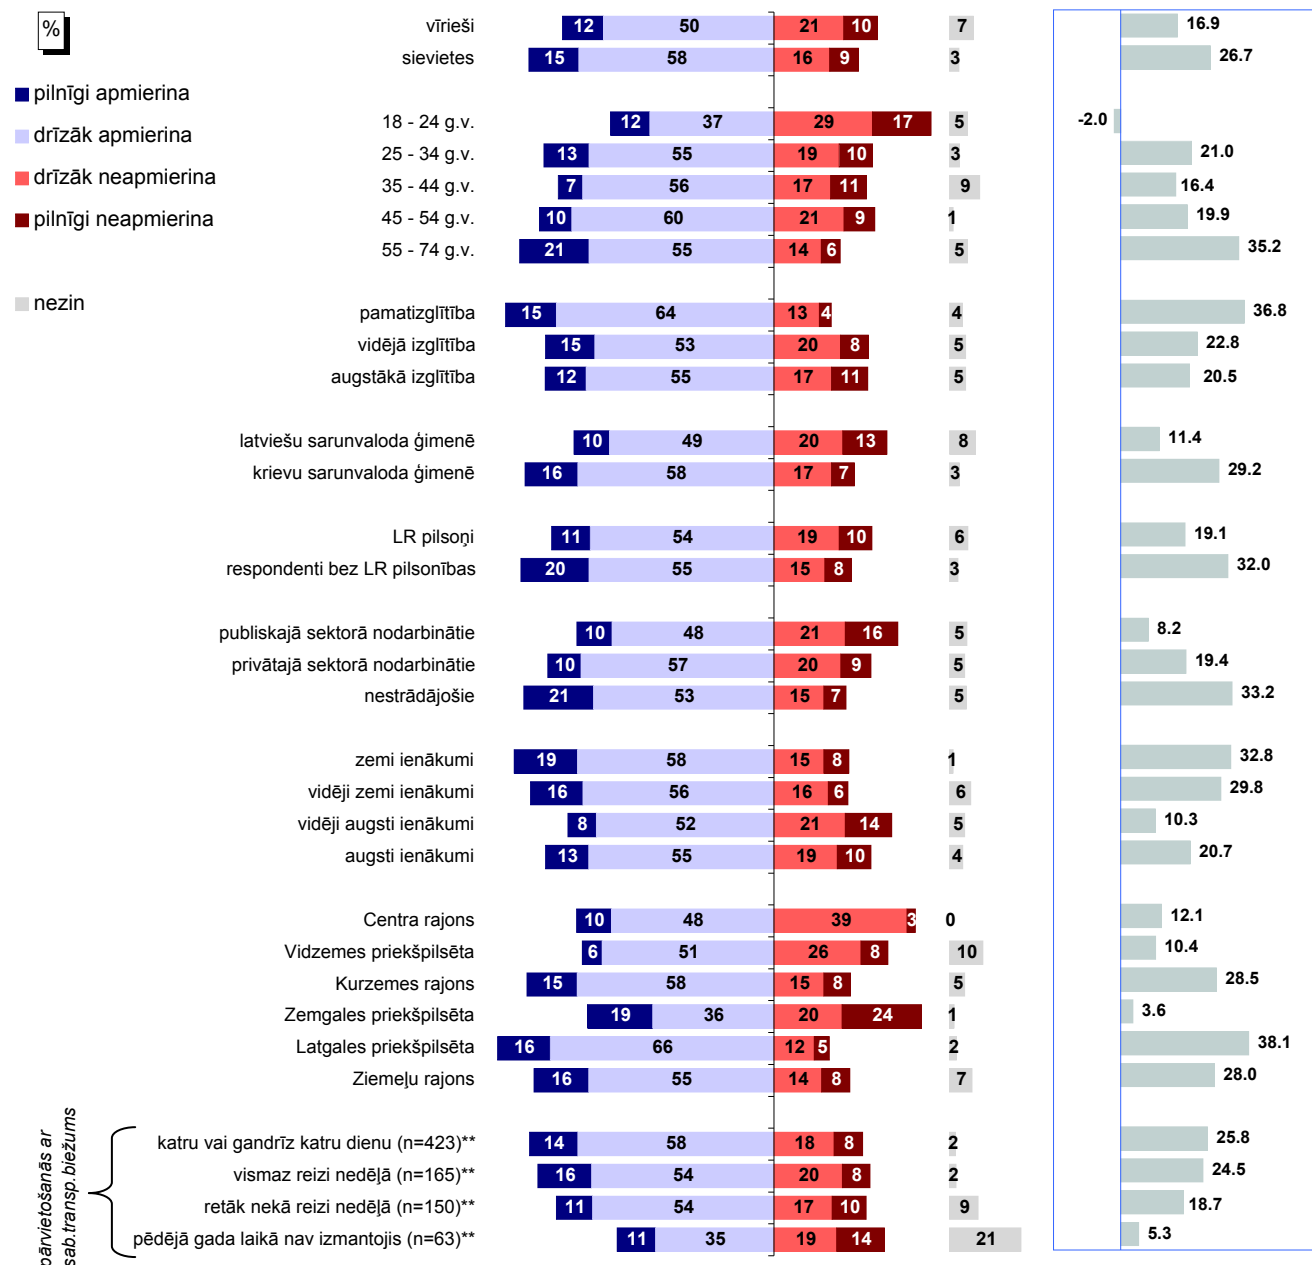 %
pilnīgi apmierina
drīzāk apmierina
drīzāk neapmierina
pilnīgi neapmierina
nezin
vīrieši 12 50 21 10 7 16.9
sievietes 15 58 16 9 3 26.7
18 - 24 g.v. 12 37 29 17 5 -2.0
25 - 34 g.v. 13 55 19 10 3 21.0
35 - 44 g.v. 7 56 17 11 9 16.4
45 - 54 g.v. 10 60 21 9 1 19.9
55 - 74 g.v. 21 55 14 6 5 35.2
pamatizglītība 15 64 13 4 4 36.8
vidējā izglītība 15 53 20 8 5 22.8
augstākā izglītība 12 55 17 11 5 20.5
latviešu sarunvaloda ģimenē 10 49 20 13 8 11.4
krievu sarunvaloda ģimenē 16 58 17 7 3 29.2
LR pilsoņi 11 54 19 10 6 19.1
respondenti bez LR pilsonības 20 55 15 8 3 32.0
publiskajā sektorā nodarbinātie 10 48 21 16 5 8.2
privātajā sektorā nodarbinātie 10 57 20 9 5 19.4
nestrādājošie 21 53 15 7 5 33.2
zemi ienākumi 19 58 15 8 1 32.8
vidēji zemi ienākumi 16 56 16 6 6 29.8
vidēji augsti ienākumi 8 52 21 14 5 10.3
augsti ienākumi 13 55 19 10 4 20.7
Centra rajons 10 48 39 3 0 12.1
Vidzemes priekšpilsēta 6 51 26 8 10 10.4
Kurzemes rajons 15 58 15 8 5 28.5
Zemgales priekšpilsēta 19 36 20 24 1 3.6
Latgales priekšpilsēta 16 66 12 5 2 38.1
Ziemeļu rajons 16 55 14 8 7 28.0
pārvietošanās ar
sab.transp.biežums
katru vai gandrīz katru dienu (n=423)** 14 58 18 8 2 25.8
vismaz reizi nedēļā (n=165)** 16 54 20 8 2 24.5
retāk nekā reizi nedēļā (n=150)** 11 54 17 10 9 18.7
pēdējā gada laikā nav izmantojis (n=63)** 11 35 19 14 21 5.3